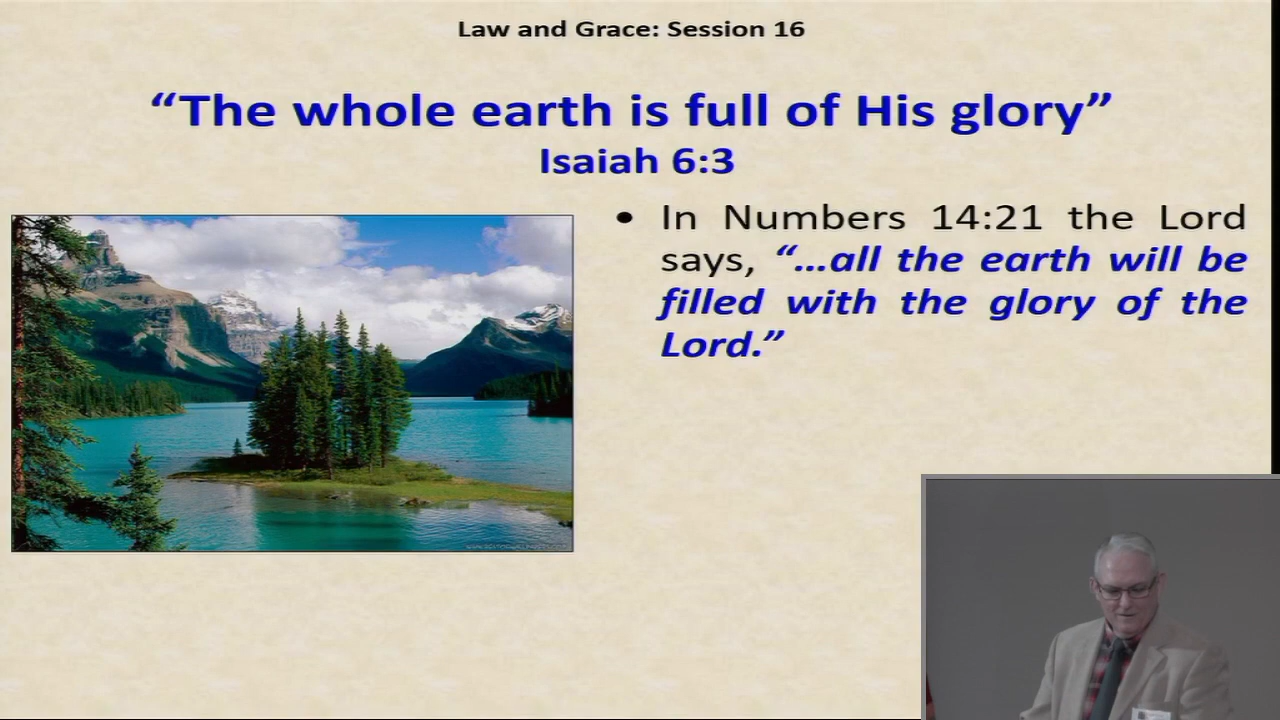 Law and Grace: Session 16
“The whole earth is full of His glory”
Isaiah 6:3
• In Numbers 14:21 the Lord
says, “...all the earth will be
filled with the glory of the
Lord.”